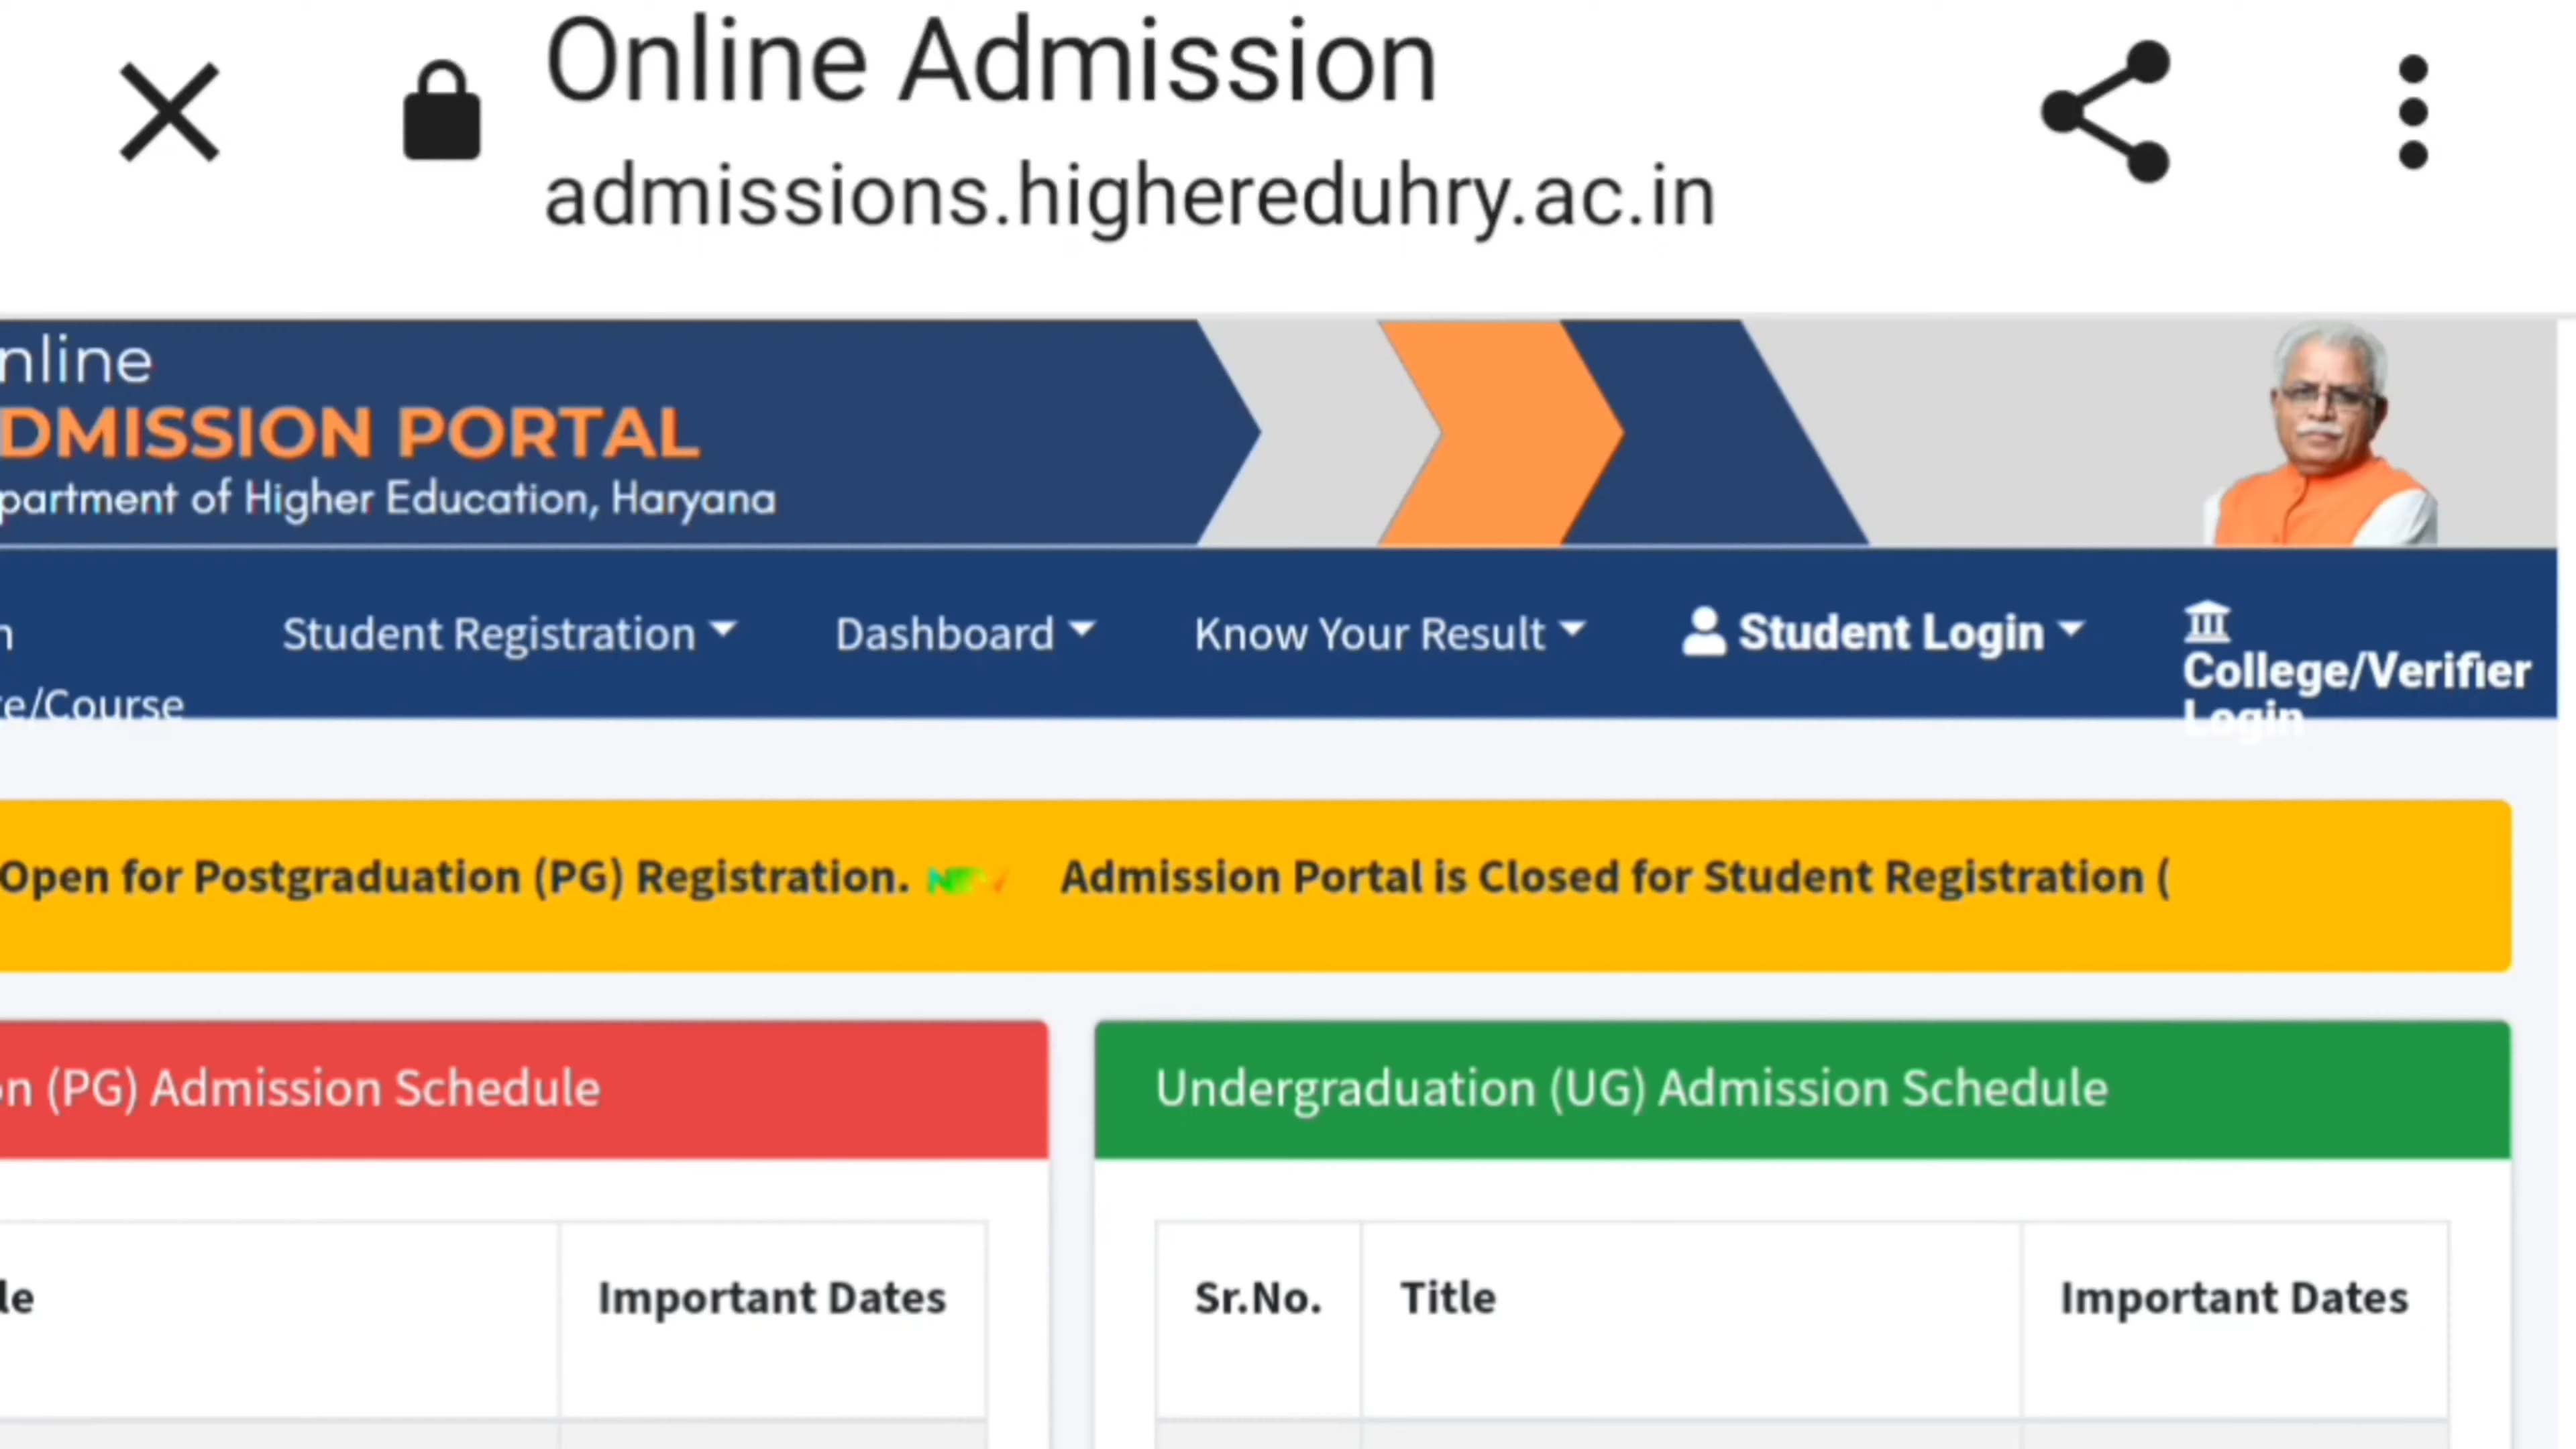 Online Admission
admissions.highereduhry.ac.in
nline
DMISSION PORTAL
partment of Higher Education, Haryana
Student Registration
Dashboard
Know Your Result
Student Login
College/Verifier
Login
e/Course
Open for Postgraduation (PG) Registration.
Admission Portal is Closed for Student Registration (
n (PG) Admission Schedule
Undergraduation (UG) Admission Schedule
le
Important Dates
Sr.No.
Title
Important Dates